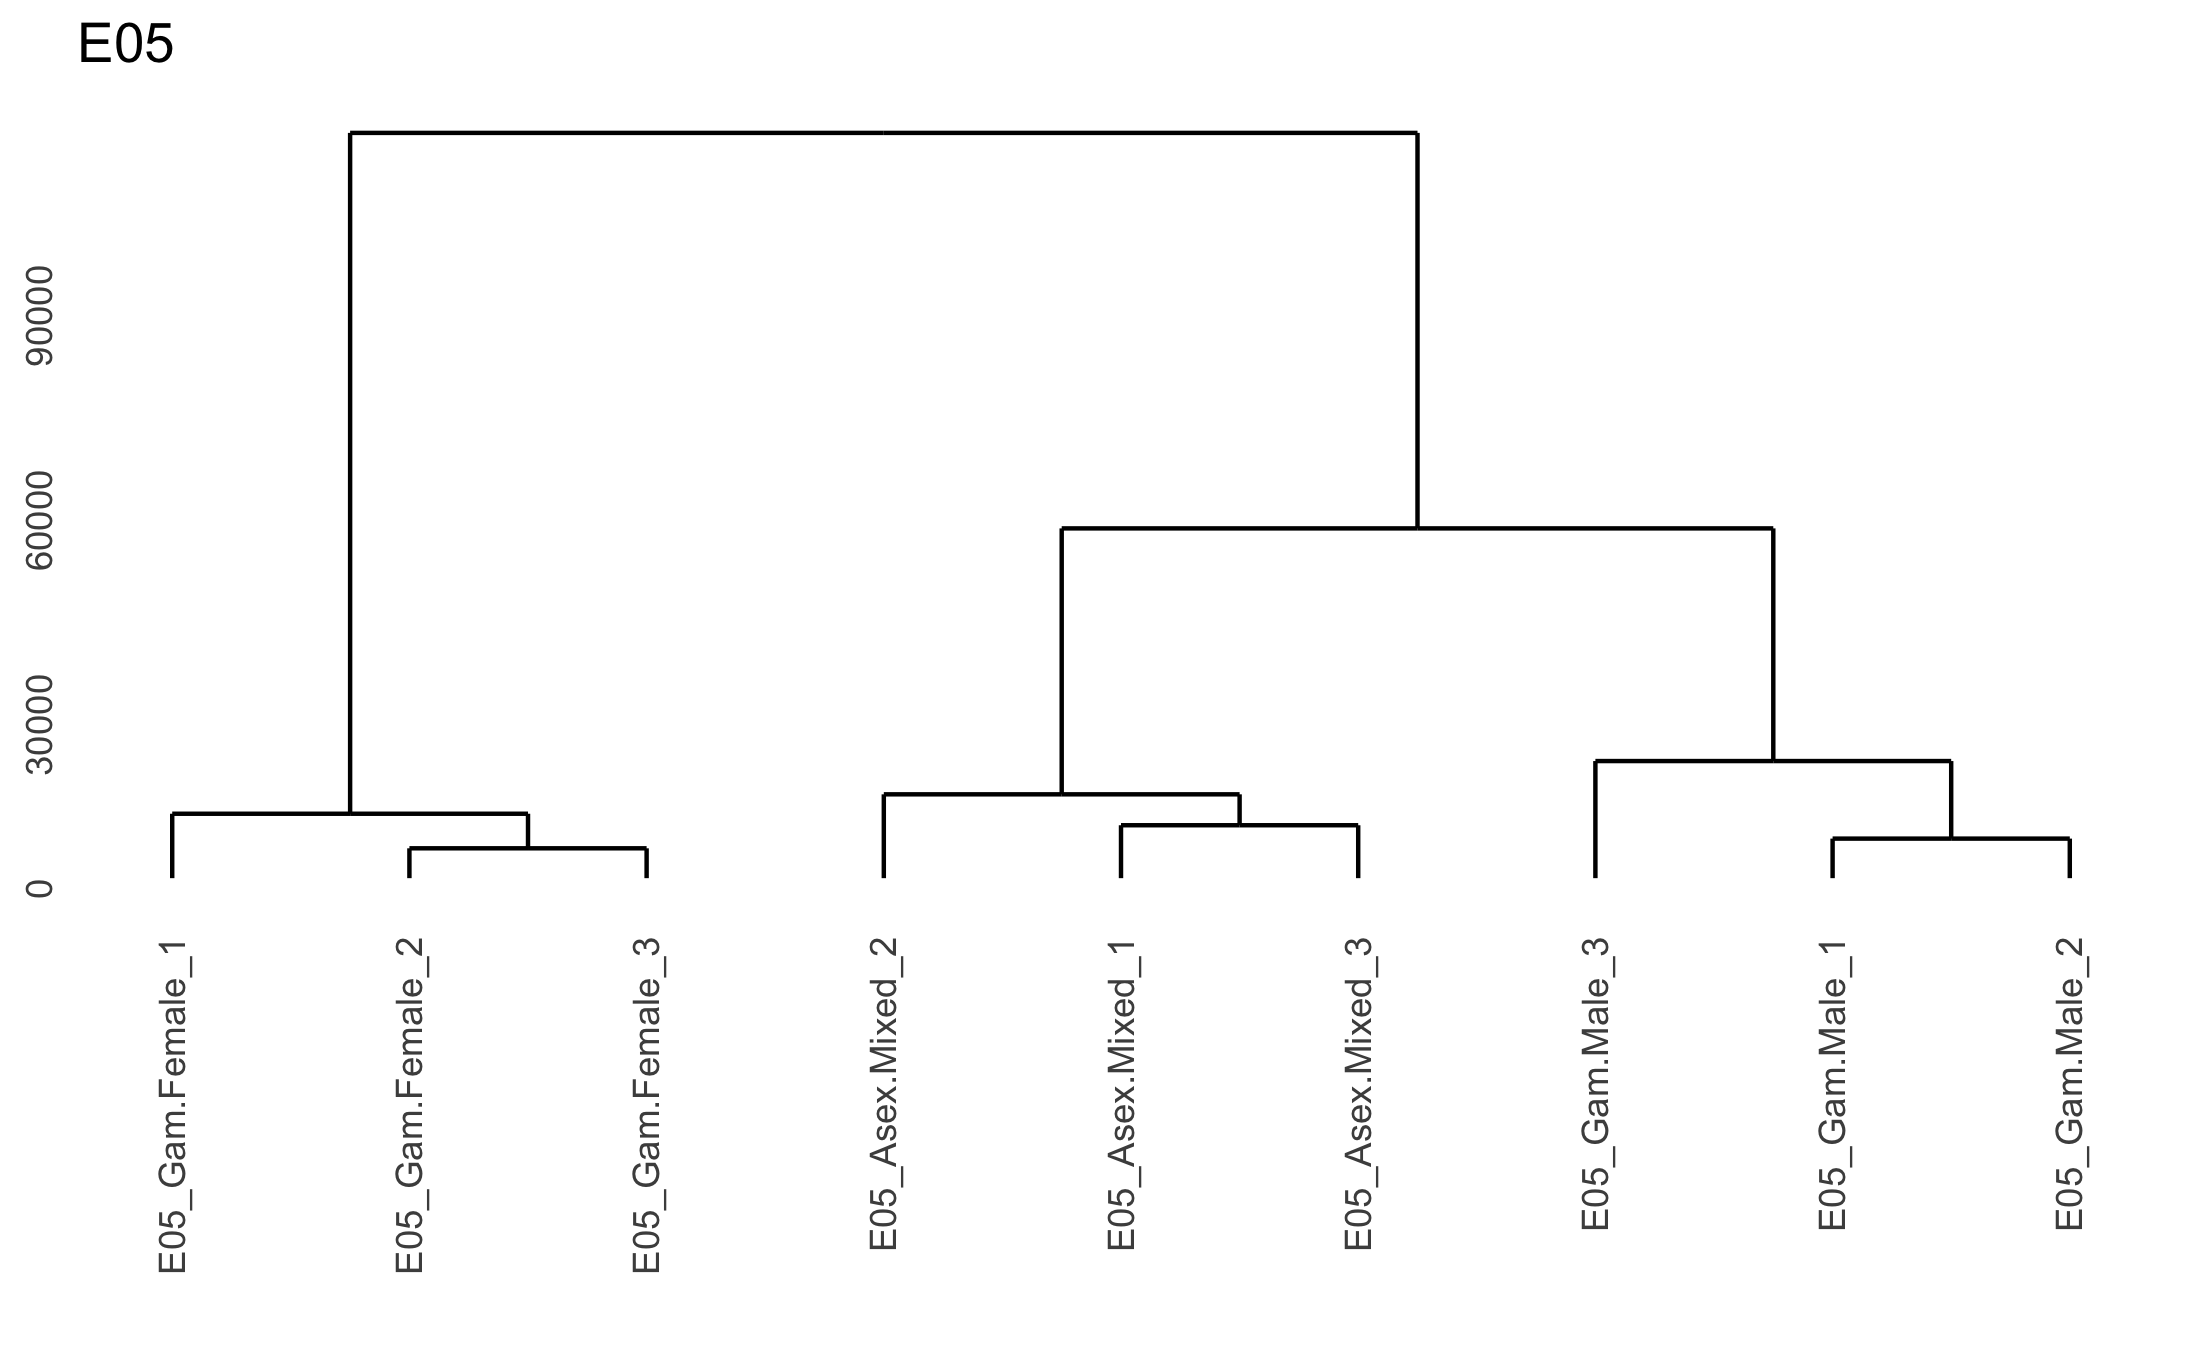 E05
90000
60000
30000
0
E05_Gam.Female_1
E05_Gam.Female_2
E05_Gam.Female_3
E05_Asex.Mixed_2
E05_Asex.Mixed_1
E05_Asex.Mixed_3
E05_Gam.Male_3
E05_Gam.Male_1
E05_Gam.Male_2